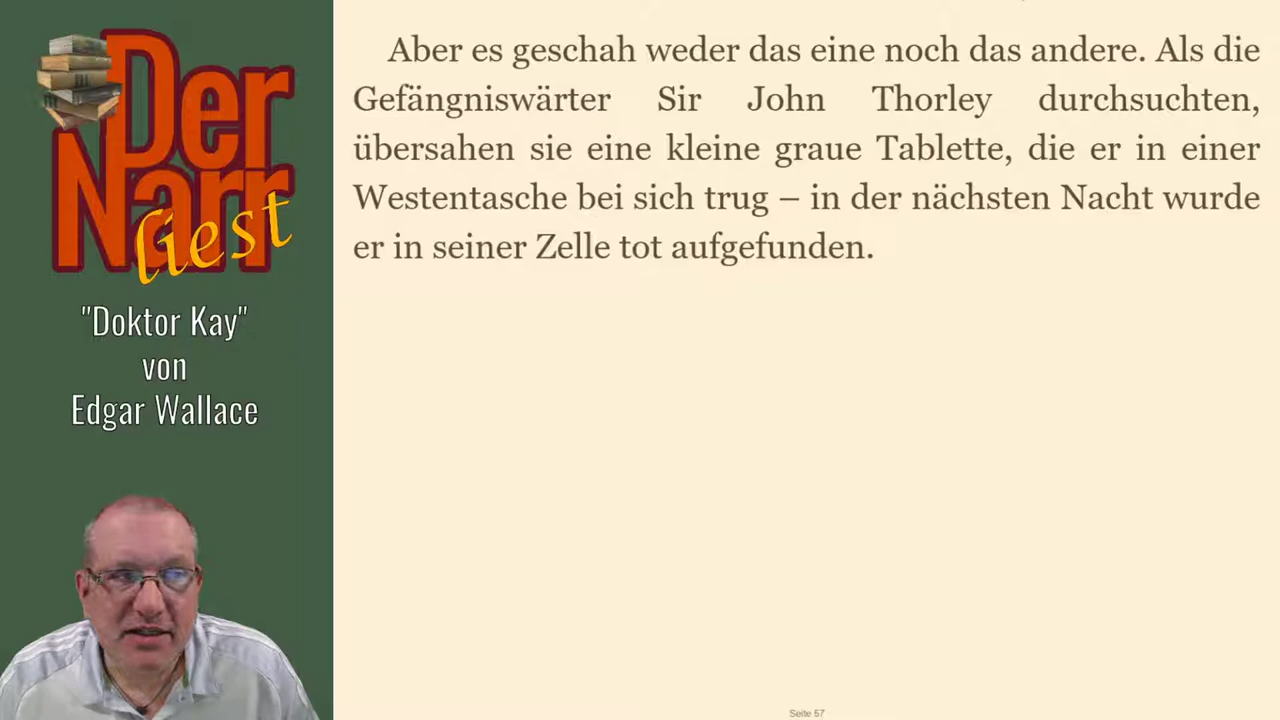 Der
Narr
liest
"Doktor Kay"
von
Edgar Wallace
Aber es geschah weder das eine noch das andere. Als die
Gefängniswärter Sir John Thorley durchsuchten,
übersahen sie eine kleine graue Tablette, die er in einer
Westentasche bei sich trug – in der nächsten Nacht wurde
er in seiner Zelle tot aufgefunden.
Seite 57